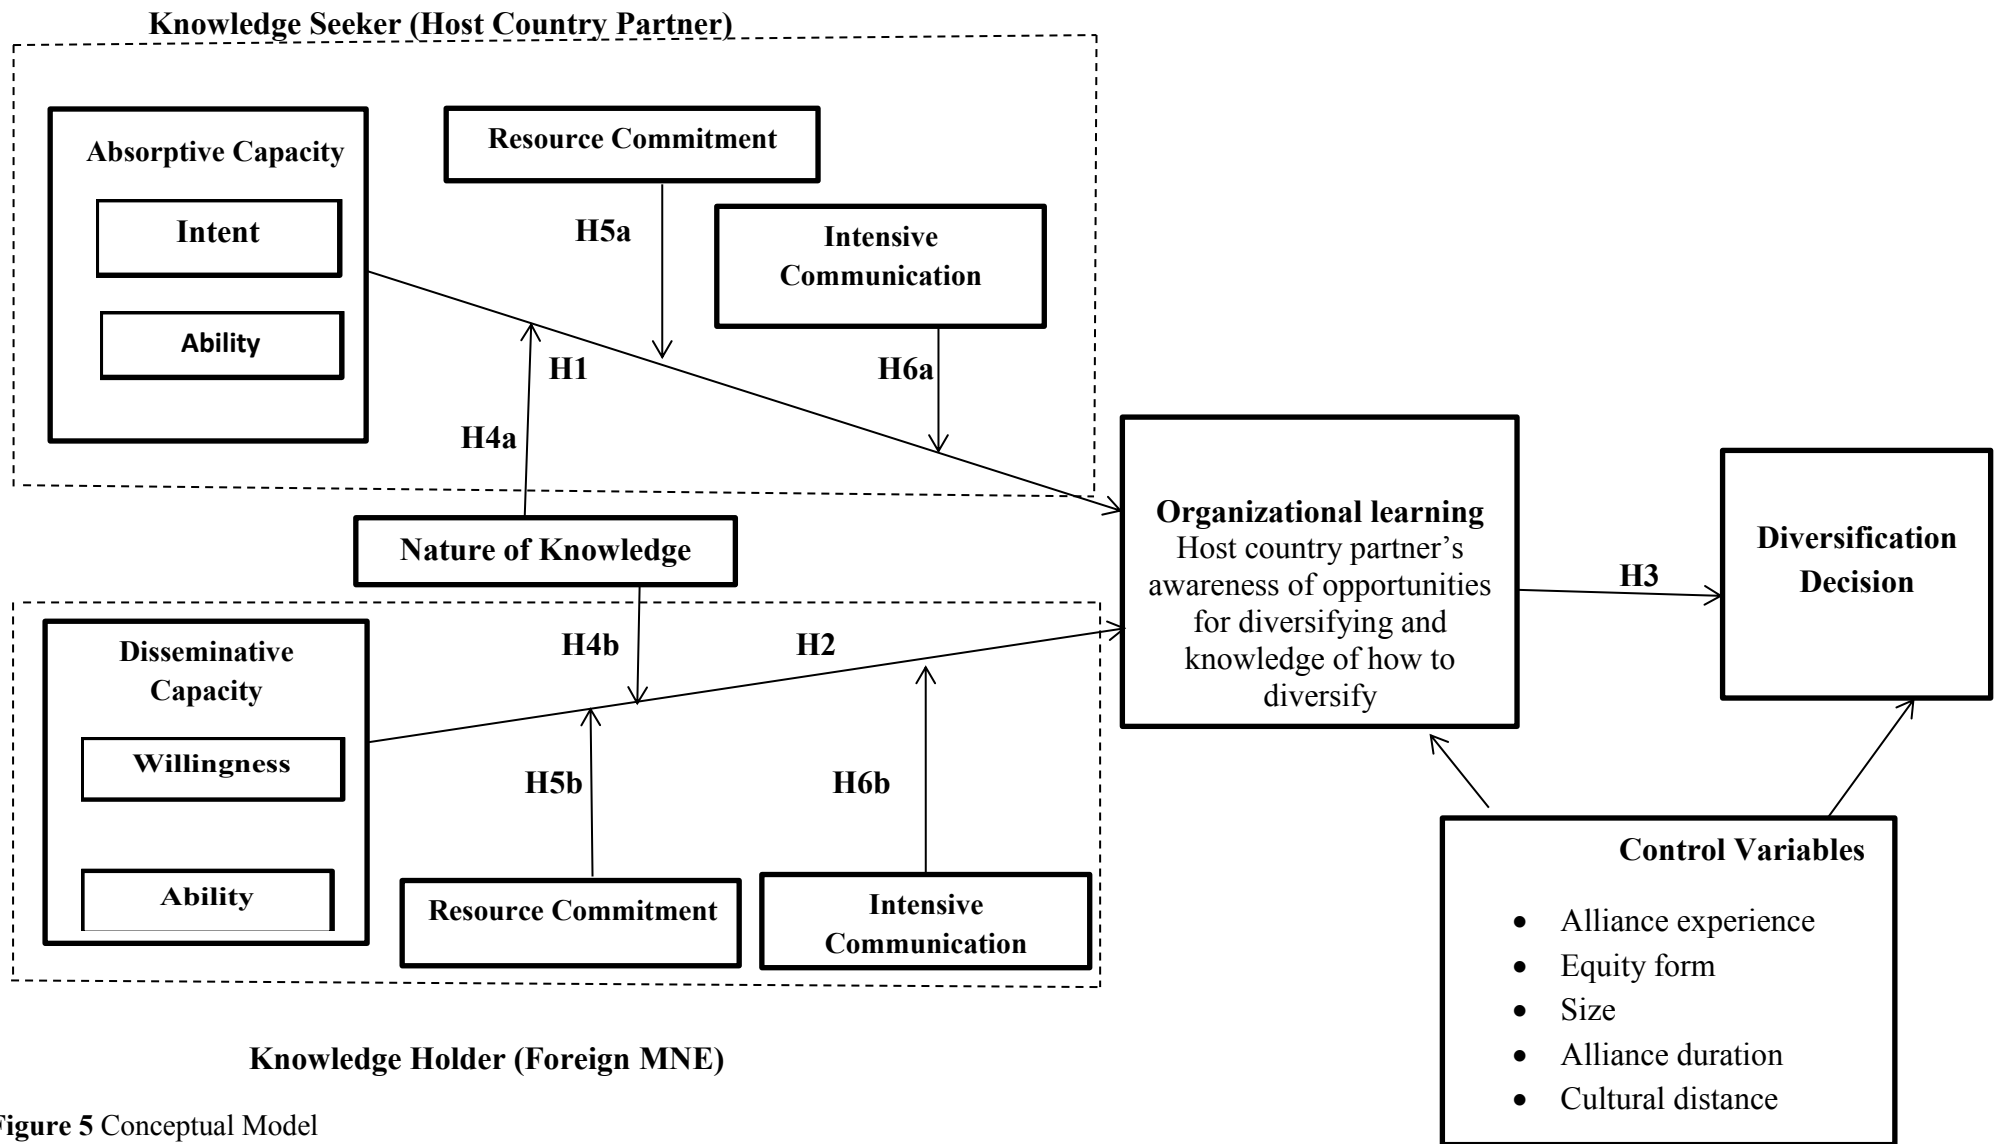 Knowledge Seeker (Host Country Partner)
Absorptive Capacity
Intent
Ability
Resource Commitment
H5a
Intensive
Communication
H1
H6a
H4a
Nature of Knowledge
Organizational learning
Host country partner’s
awareness of opportunities
for diversifying and
knowledge of how to
diversify
H3
Diversification
Decision
Disseminative
Capacity
Willingness
Ability
H4b
H2
H5b
H6b
Resource Commitment
Intensive
Communication
Control Variables
• Alliance experience
• Equity form
• Size
• Alliance duration
• Cultural distance
Knowledge Holder (Foreign MNE)
Figure 5 Conceptual Model